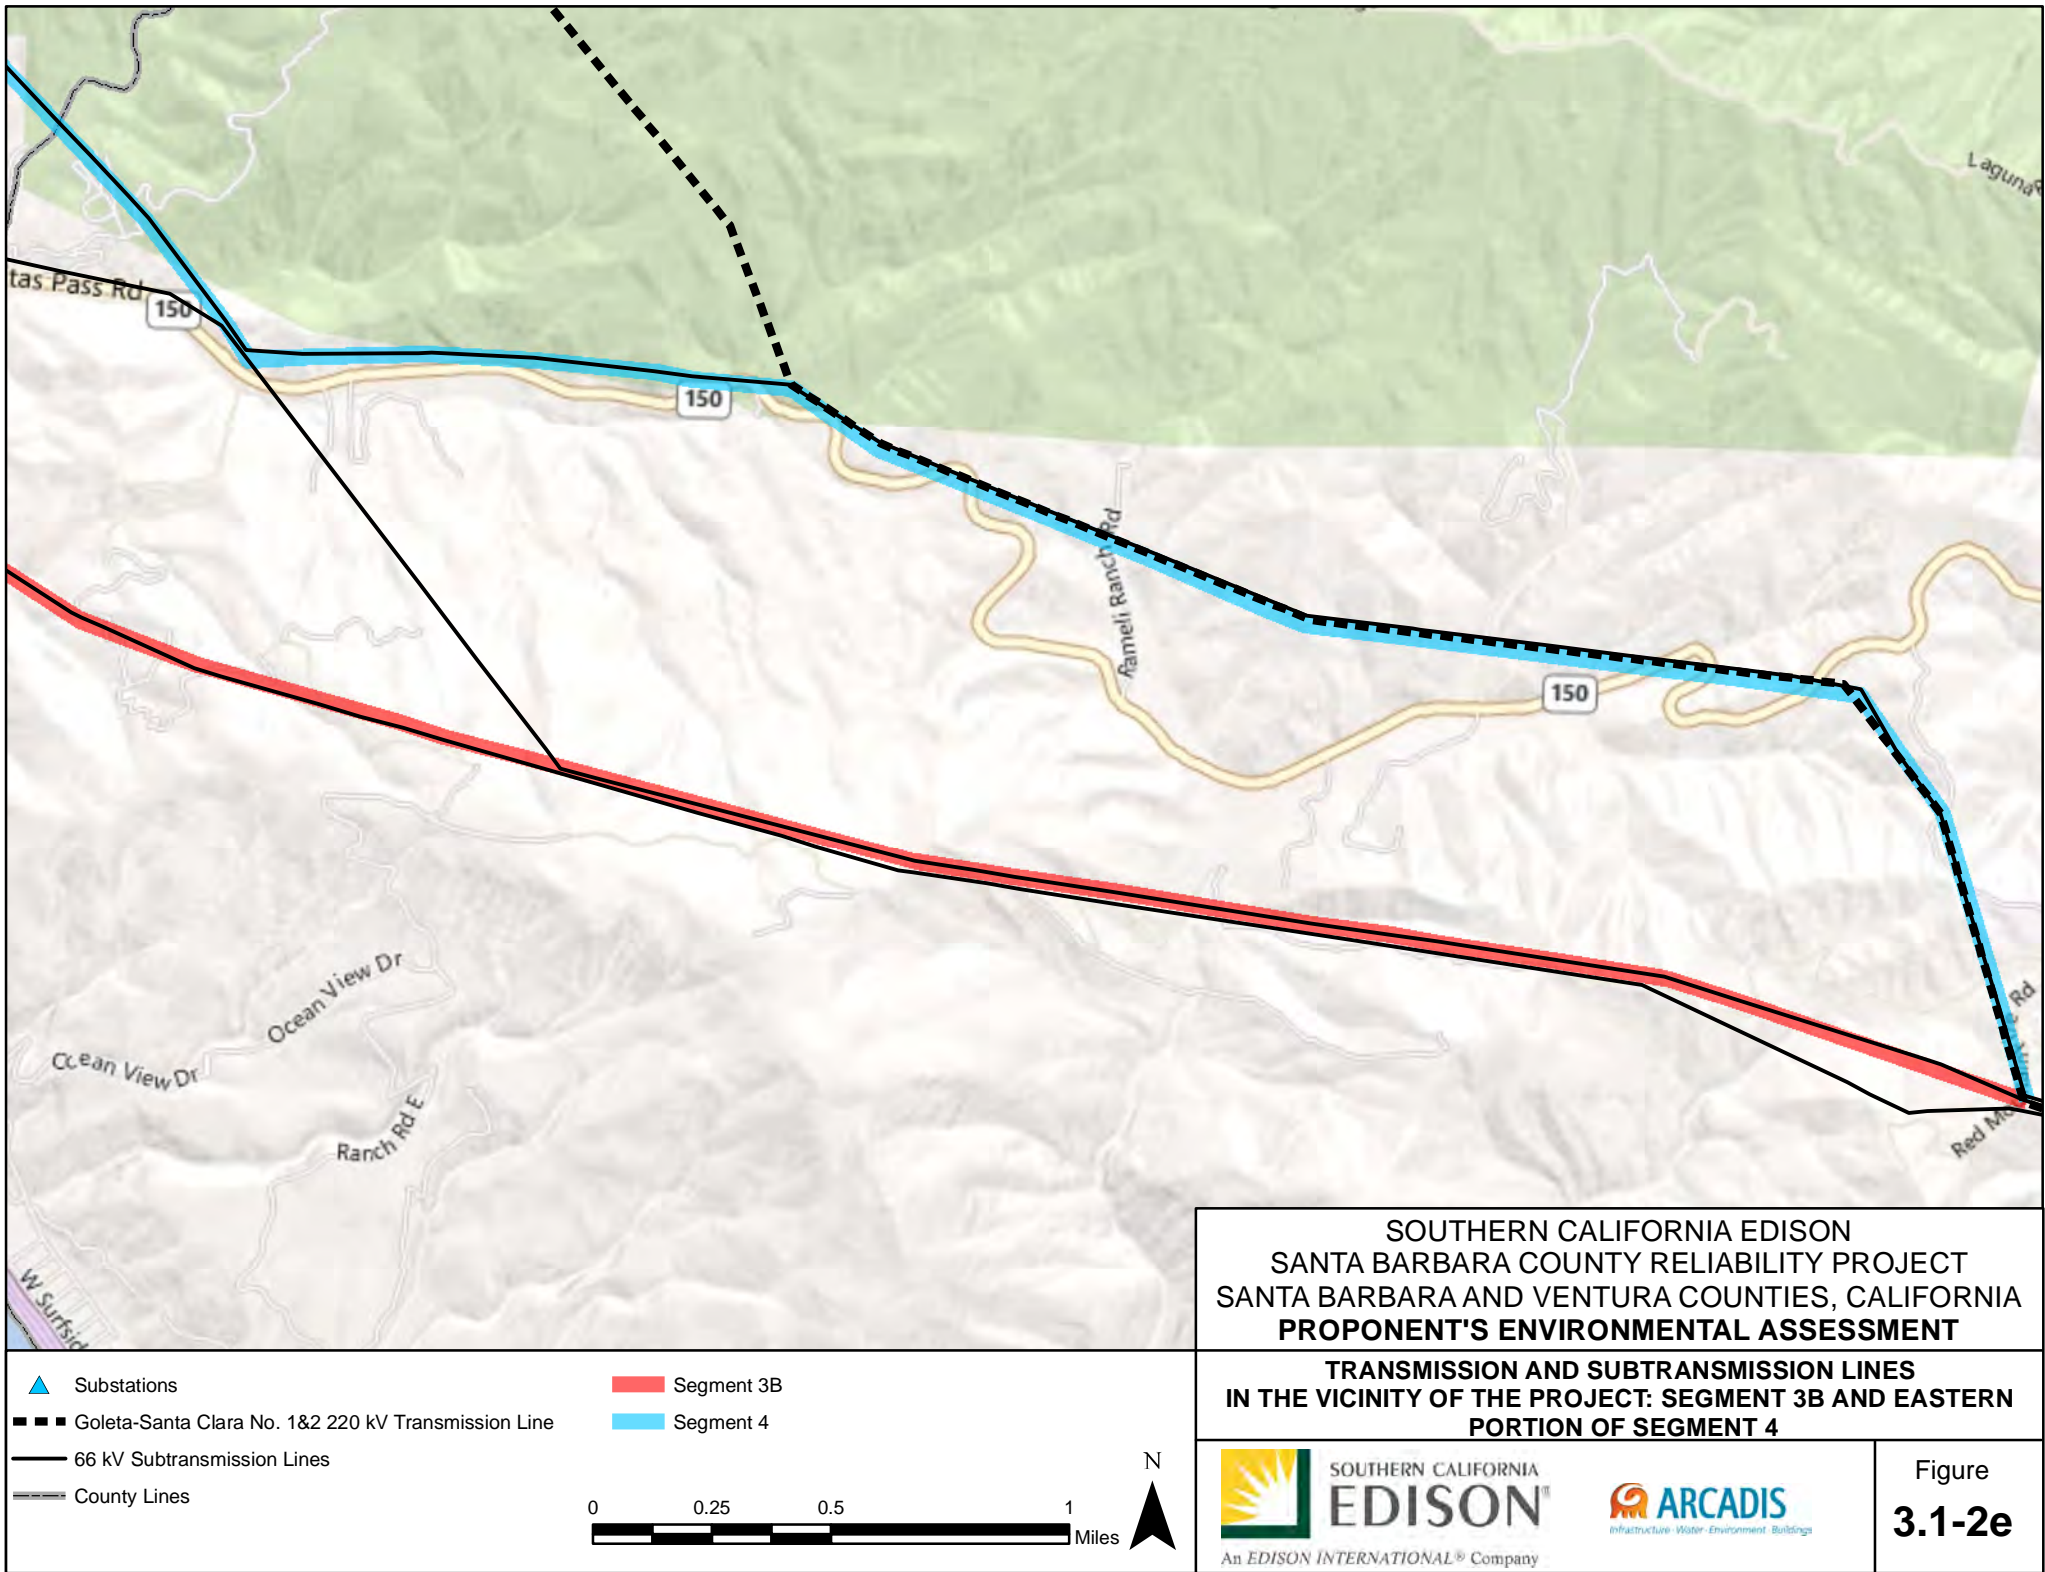 Laguna
tas Pass Rd
150
150
Rameli Ranch Rd
150
Ocean View Dr
Ocean View Dr
Ranch Rd E
W Surfsid
Rd
Red Mo
SOUTHERN CALIFORNIA EDISON
SANTA BARBARA COUNTY RELIABILITY PROJECT
SANTA BARBARA AND VENTURA COUNTIES, CALIFORNIA
PROPONENT'S ENVIRONMENTAL ASSESSMENT
TRANSMISSION AND SUBTRANSMISSION LINES
IN THE VICINITY OF THE PROJECT: SEGMENT 3B AND EASTERN
PORTION OF SEGMENT 4
Substations
Goleta-Santa Clara No. 1&2 220 kV Transmission Line
66 kV Subtransmission Lines
County Lines
Segment 3B
Segment 4
0 0.25 0.5 1
Miles
N
SOUTHERN CALIFORNIA
EDISON®
An EDISON INTERNATIONAL® Company
ARCADIS
Infrastructure · Water · Environment · Buildings
Figure
3.1-2e